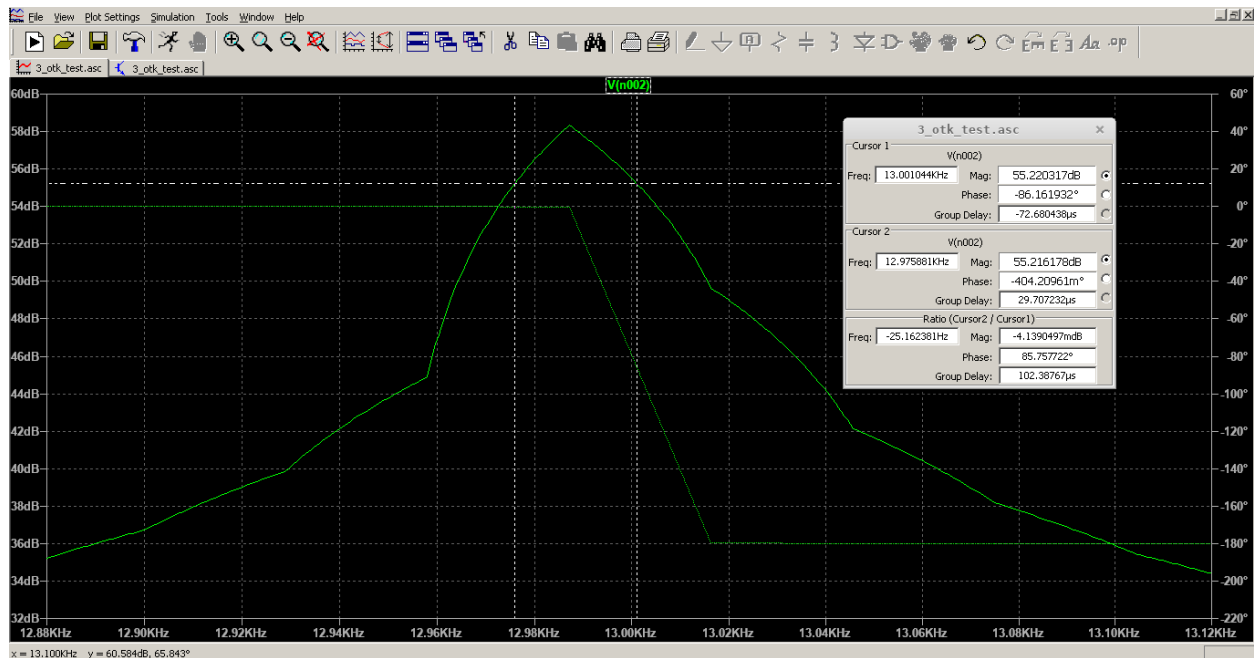 File View Plot Settings Simulation Tools Window Help
3_otk_test.asc 3_otk_test.asc
V(n002)
60dB
58dB
56dB
54dB
52dB
50dB
48dB
46dB
44dB
42dB
40dB
38dB
36dB
34dB
32dB
60°
40°
20°
0°
-20°
-40°
-60°
-80°
-100°
-120°
-140°
-160°
-180°
-200°
-220°
12.88KHz 12.90KHz 12.92KHz 12.94KHz 12.96KHz 12.98KHz 13.00KHz 13.02KHz 13.04KHz 13.06KHz 13.08KHz 13.10KHz 13.12KHz
3_otk_test.asc
Cursor 1
V(n002)
Freq: 13.001044KHz Mag: 55.220317dB
Phase: -86.161932°
Group Delay: -72.680438µs
Cursor 2
V(n002)
Freq: 12.975881KHz Mag: 55.216178dB
Phase: -404.20961m°
Group Delay: 29.707232µs
Ratio (Cursor2 / Cursor1)
Freq: -25.162381Hz Mag: -4.1390497mdB
Phase: 85.757722°
Group Delay: 102.38767µs
x = 13.100KHz y = 60.584dB, 65.843°